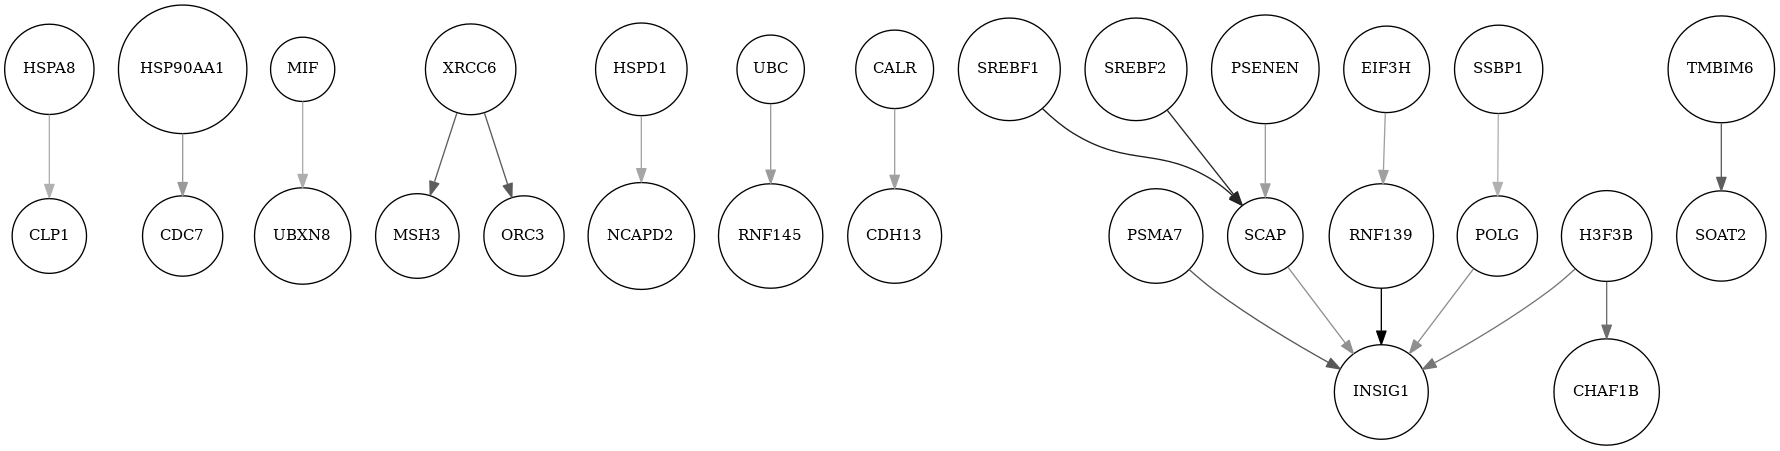 HSPA8
HSP90AA1
MIF
XRCC6
HSPD1
UBC
CALR
SREBF1
SREBF2
PSENEN
EIF3H
SSBP1
TMBIM6
CLP1
CDC7
UBXN8
MSH3
ORC3
NCAPD2
RNF145
CDH13
PSMA7
SCAP
RNF139
POLG
H3F3B
SOAT2
INSIG1
CHAF1B